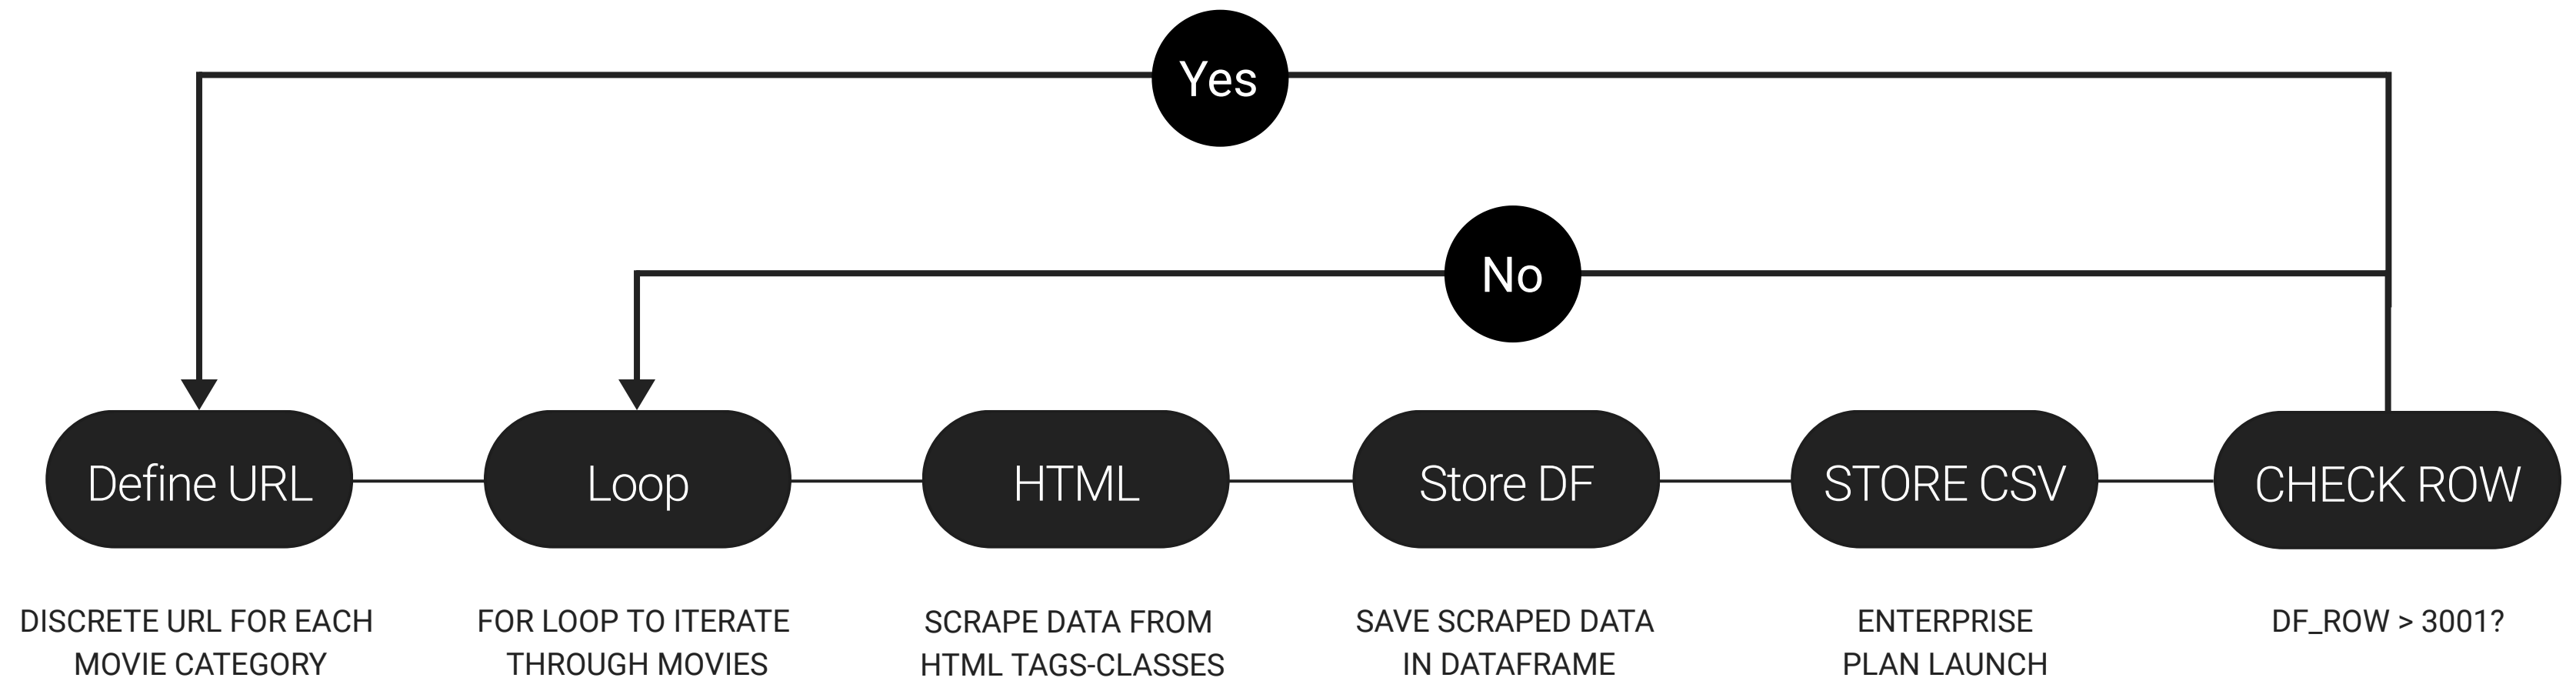 Yes
No
Define URL
Loop
HTML
Store DF
STORE CSV
CHECK ROW
DISCRETE URL FOR EACH
MOVIE CATEGORY
FOR LOOP TO ITERATE
THROUGH MOVIES
SCRAPE DATA FROM
HTML TAGS-CLASSES
SAVE SCRAPED DATA
IN DATAFRAME
ENTERPRISE
PLAN LAUNCH
DF_ROW > 3001?